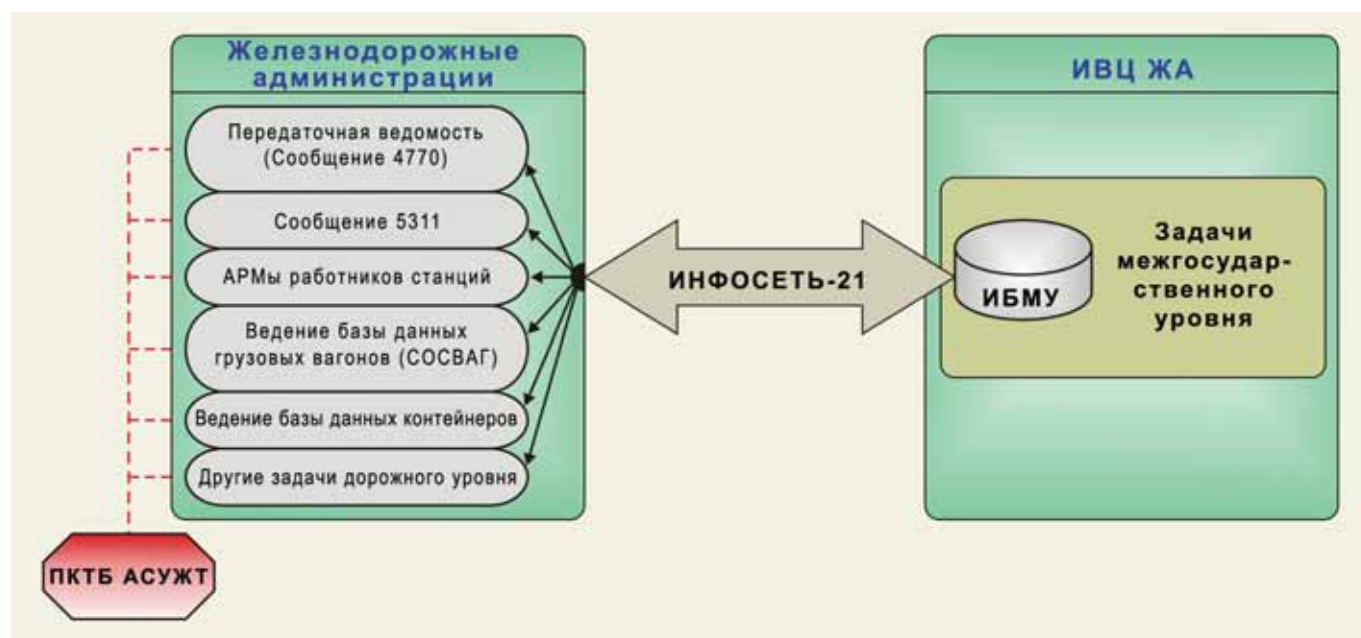 Железнодорожные
администрации
Передаточная ведомость
(Сообщение 4770)
Сообщение 5311
АРМы работников станций
Ведение базы данных
грузовых вагонов (СОСВАГ)
Ведение базы данных контейнеров
Другие задачи дорожного уровня
ПКТБ АСУЖТ
ИНФОСЕТЬ-21
ИВЦ ЖА
ИБМУ
Задачи
межгосудар-
ственного
уровня